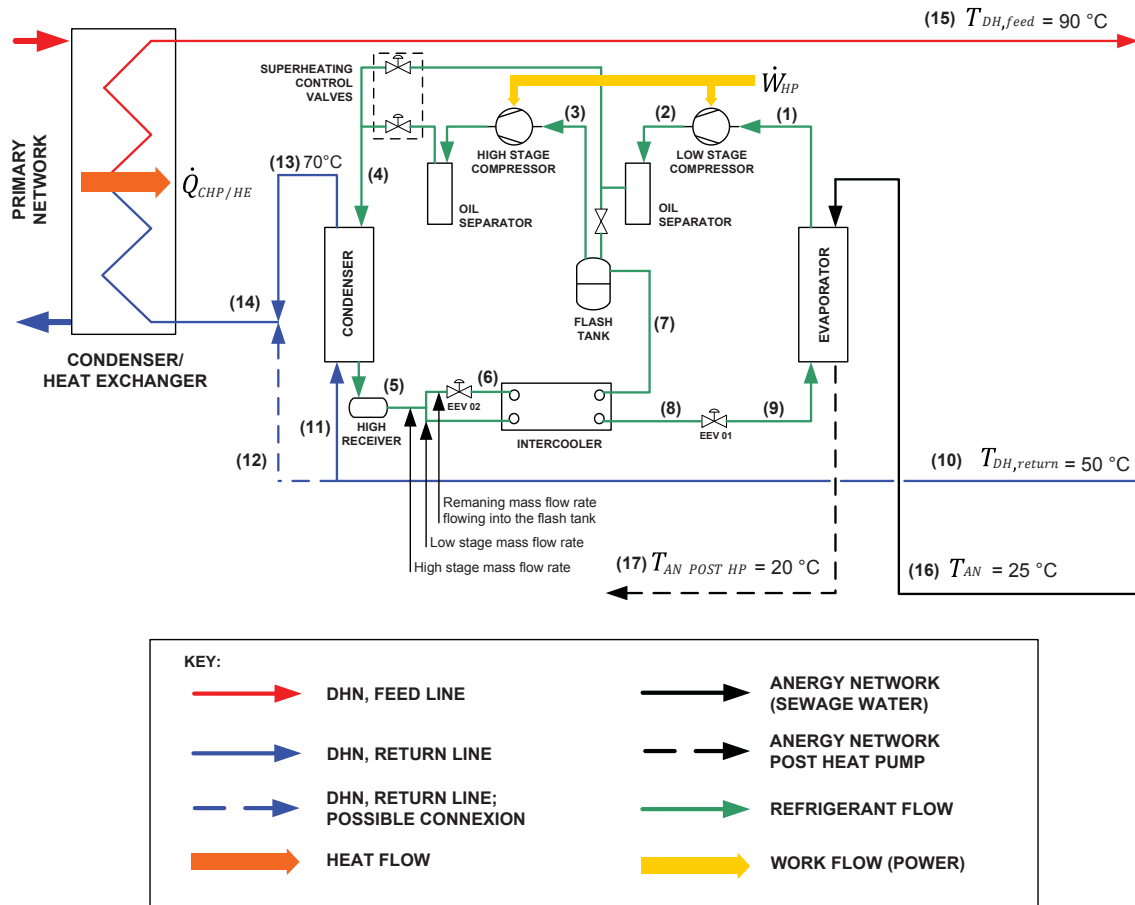 (15) T_DH,feed = 90 °C
SUPERHEATING
CONTROL
VALVES
Ẇ_HP
(3)
(2)
(1)
HIGH STAGE
COMPRESSOR
LOW STAGE
COMPRESSOR
(13) 70°C
(4)
PRIMARY
NETWORK
Q̇_CHP/HE
OIL
SEPARATOR
OIL
SEPARATOR
CONDENSER
EVAPORATOR
(14)
FLASH
TANK
(7)
CONDENSER/
HEAT EXCHANGER
(5)
(6)
EEV 02
HIGH
RECEIVER
INTERCOOLER
(8)
EEV 01
(9)
(11)
(12)
(10) T_DH,return = 50 °C
Remaning mass flow rate
flowing into the flash tank
Low stage mass flow rate
High stage mass flow rate
(17) T_AN POST HP = 20 °C
(16) T_AN = 25 °C
KEY:
DHN, FEED LINE
DHN, RETURN LINE
DHN, RETURN LINE;
POSSIBLE CONNEXION
HEAT FLOW
ANERGY NETWORK
(SEWAGE WATER)
ANERGY NETWORK
POST HEAT PUMP
REFRIGERANT FLOW
WORK FLOW (POWER)